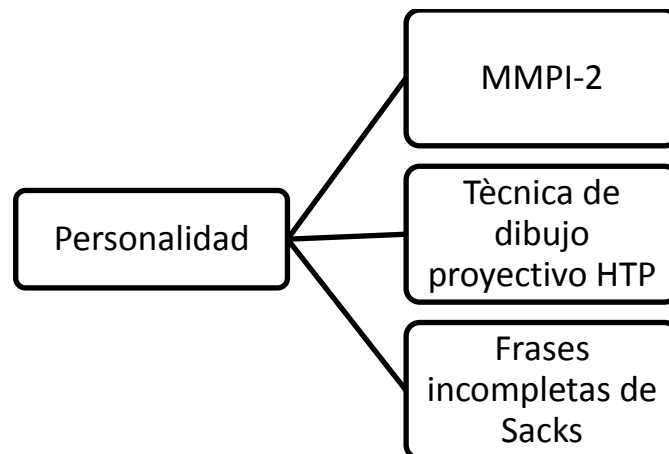 MMPI-2
Personalidad
Tècnica de
dibujo
proyectivo HTP
Frases
incompletas de
Sacks